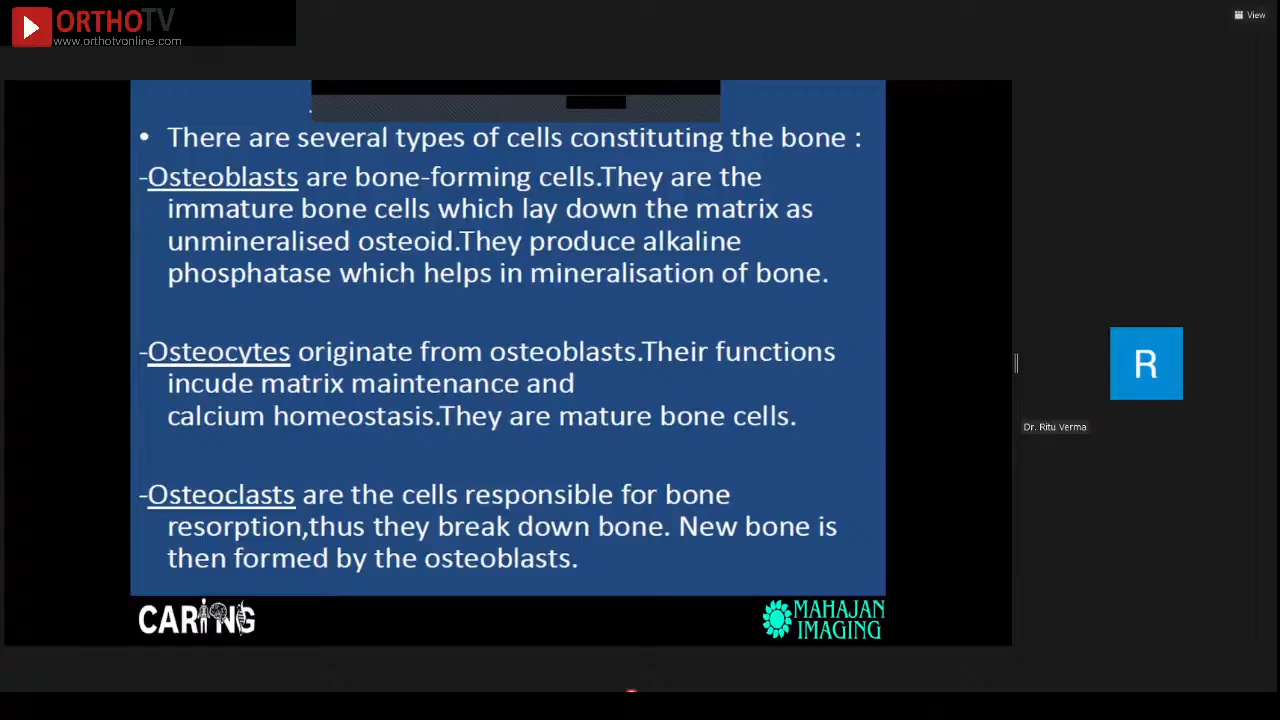 ORTHOTV
www.orthotvonline.com
View
• There are several types of cells constituting the bone :
-Osteoblasts are bone-forming cells.They are the
immature bone cells which lay down the matrix as
unmineralised osteoid.They produce alkaline
phosphatase which helps in mineralisation of bone.
-Osteocytes originate from osteoblasts.Their functions
incude matrix maintenance and
calcium homeostasis.They are mature bone cells.
-Osteoclasts are the cells responsible for bone
resorption,thus they break down bone. New bone is
then formed by the osteoblasts.
R
Dr. Ritu Verma
CARING
MAHAJAN
IMAGING